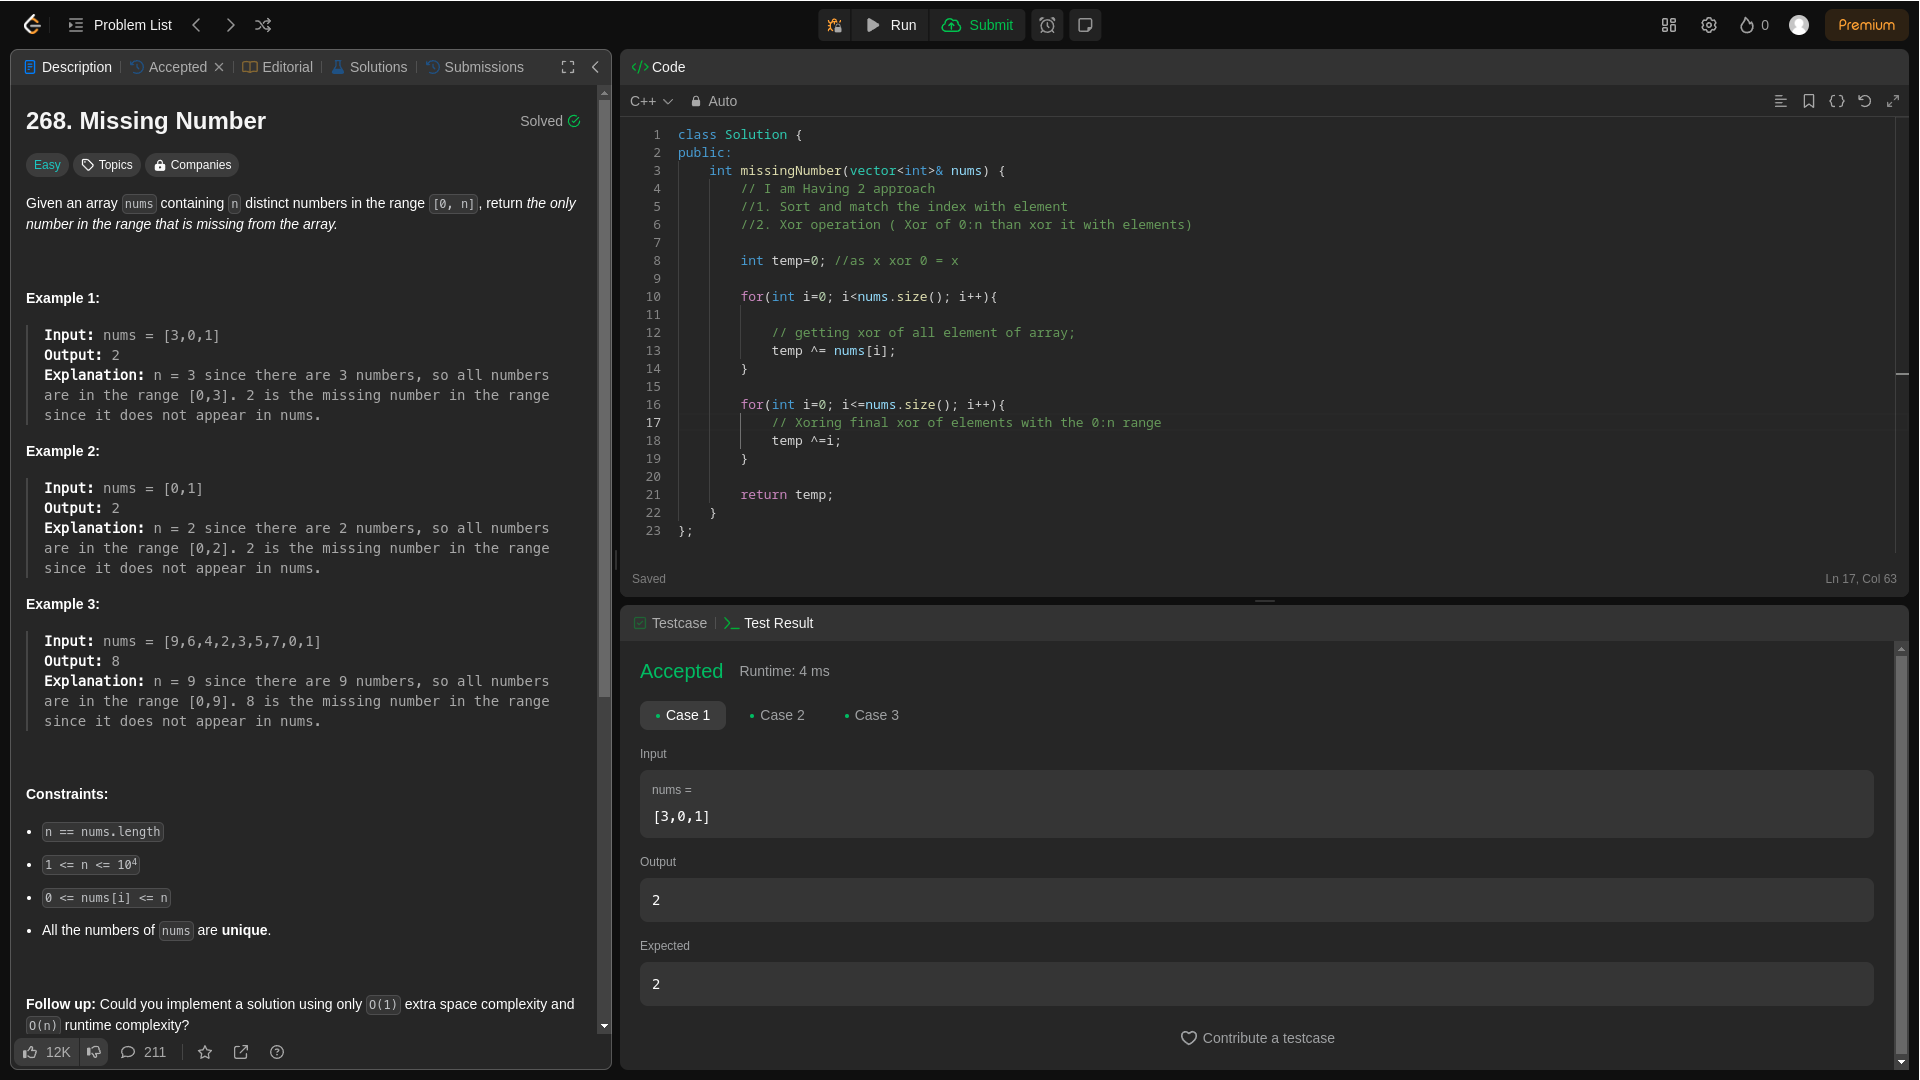 Problem List
Run
Submit
0
Premium
Description
Accepted
Editorial
Solutions
Submissions
268. Missing Number
Solved
Easy
Topics
Companies
Given an array nums containing n distinct numbers in the range [0, n], return the only
number in the range that is missing from the array.
Example 1:
Input: nums = [3,0,1]
Output: 2
Explanation: n = 3 since there are 3 numbers, so all numbers
are in the range [0,3]. 2 is the missing number in the range
since it does not appear in nums.
Example 2:
Input: nums = [0,1]
Output: 2
Explanation: n = 2 since there are 2 numbers, so all numbers
are in the range [0,2]. 2 is the missing number in the range
since it does not appear in nums.
Example 3:
Input: nums = [9,6,4,2,3,5,7,0,1]
Output: 8
Explanation: n = 9 since there are 9 numbers, so all numbers
are in the range [0,9]. 8 is the missing number in the range
since it does not appear in nums.
Constraints:
• n == nums.length
• 1 <= n <= 10⁴
• 0 <= nums[i] <= n
• All the numbers of nums are unique.
Follow up: Could you implement a solution using only O(1) extra space complexity and
O(n) runtime complexity?
12K
211
</> Code
C++
Auto
1 class Solution {
2 public:
3 int missingNumber(vector<int>& nums) {
4 // I am Having 2 approach
5 //1. Sort and match the index with element
6 //2. Xor operation ( Xor of 0:n than xor it with elements)
7
8 int temp=0; //as x xor 0 = x
9
10 for(int i=0; i<nums.size(); i++){
11
12 // getting xor of all element of array;
13 temp ^= nums[i];
14 }
15
16 for(int i=0; i<=nums.size(); i++){
17 // Xoring final xor of elements with the 0:n range
18 temp ^=i;
19 }
20
21 return temp;
22 }
23 };
Saved
Ln 17, Col 63
Testcase
Test Result
Accepted
Runtime: 4 ms
• Case 1
• Case 2
• Case 3
Input
nums =
[3,0,1]
Output
2
Expected
2
Contribute a testcase